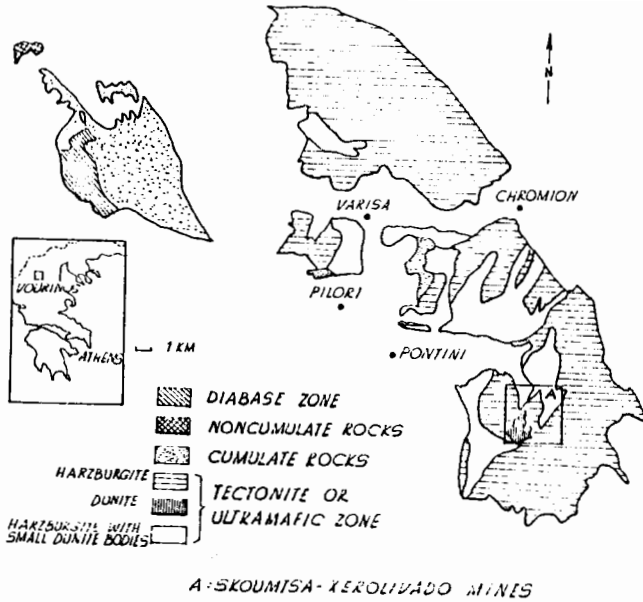 N
VARISA
CHROMION
PILORI
PONTINI
VOURIN
ATHENS
1 KM
DIABASE ZONE
NONCUMULATE ROCKS
CUMULATE ROCKS
HARZBURGITE
DUNITE
TECTONITE OR
ULTRAMAFIC ZONE
HARZBURGITE WITH
SMALL DUNITE BODIES
A
A : SKOUMTSA - XEROLIVADO MINES